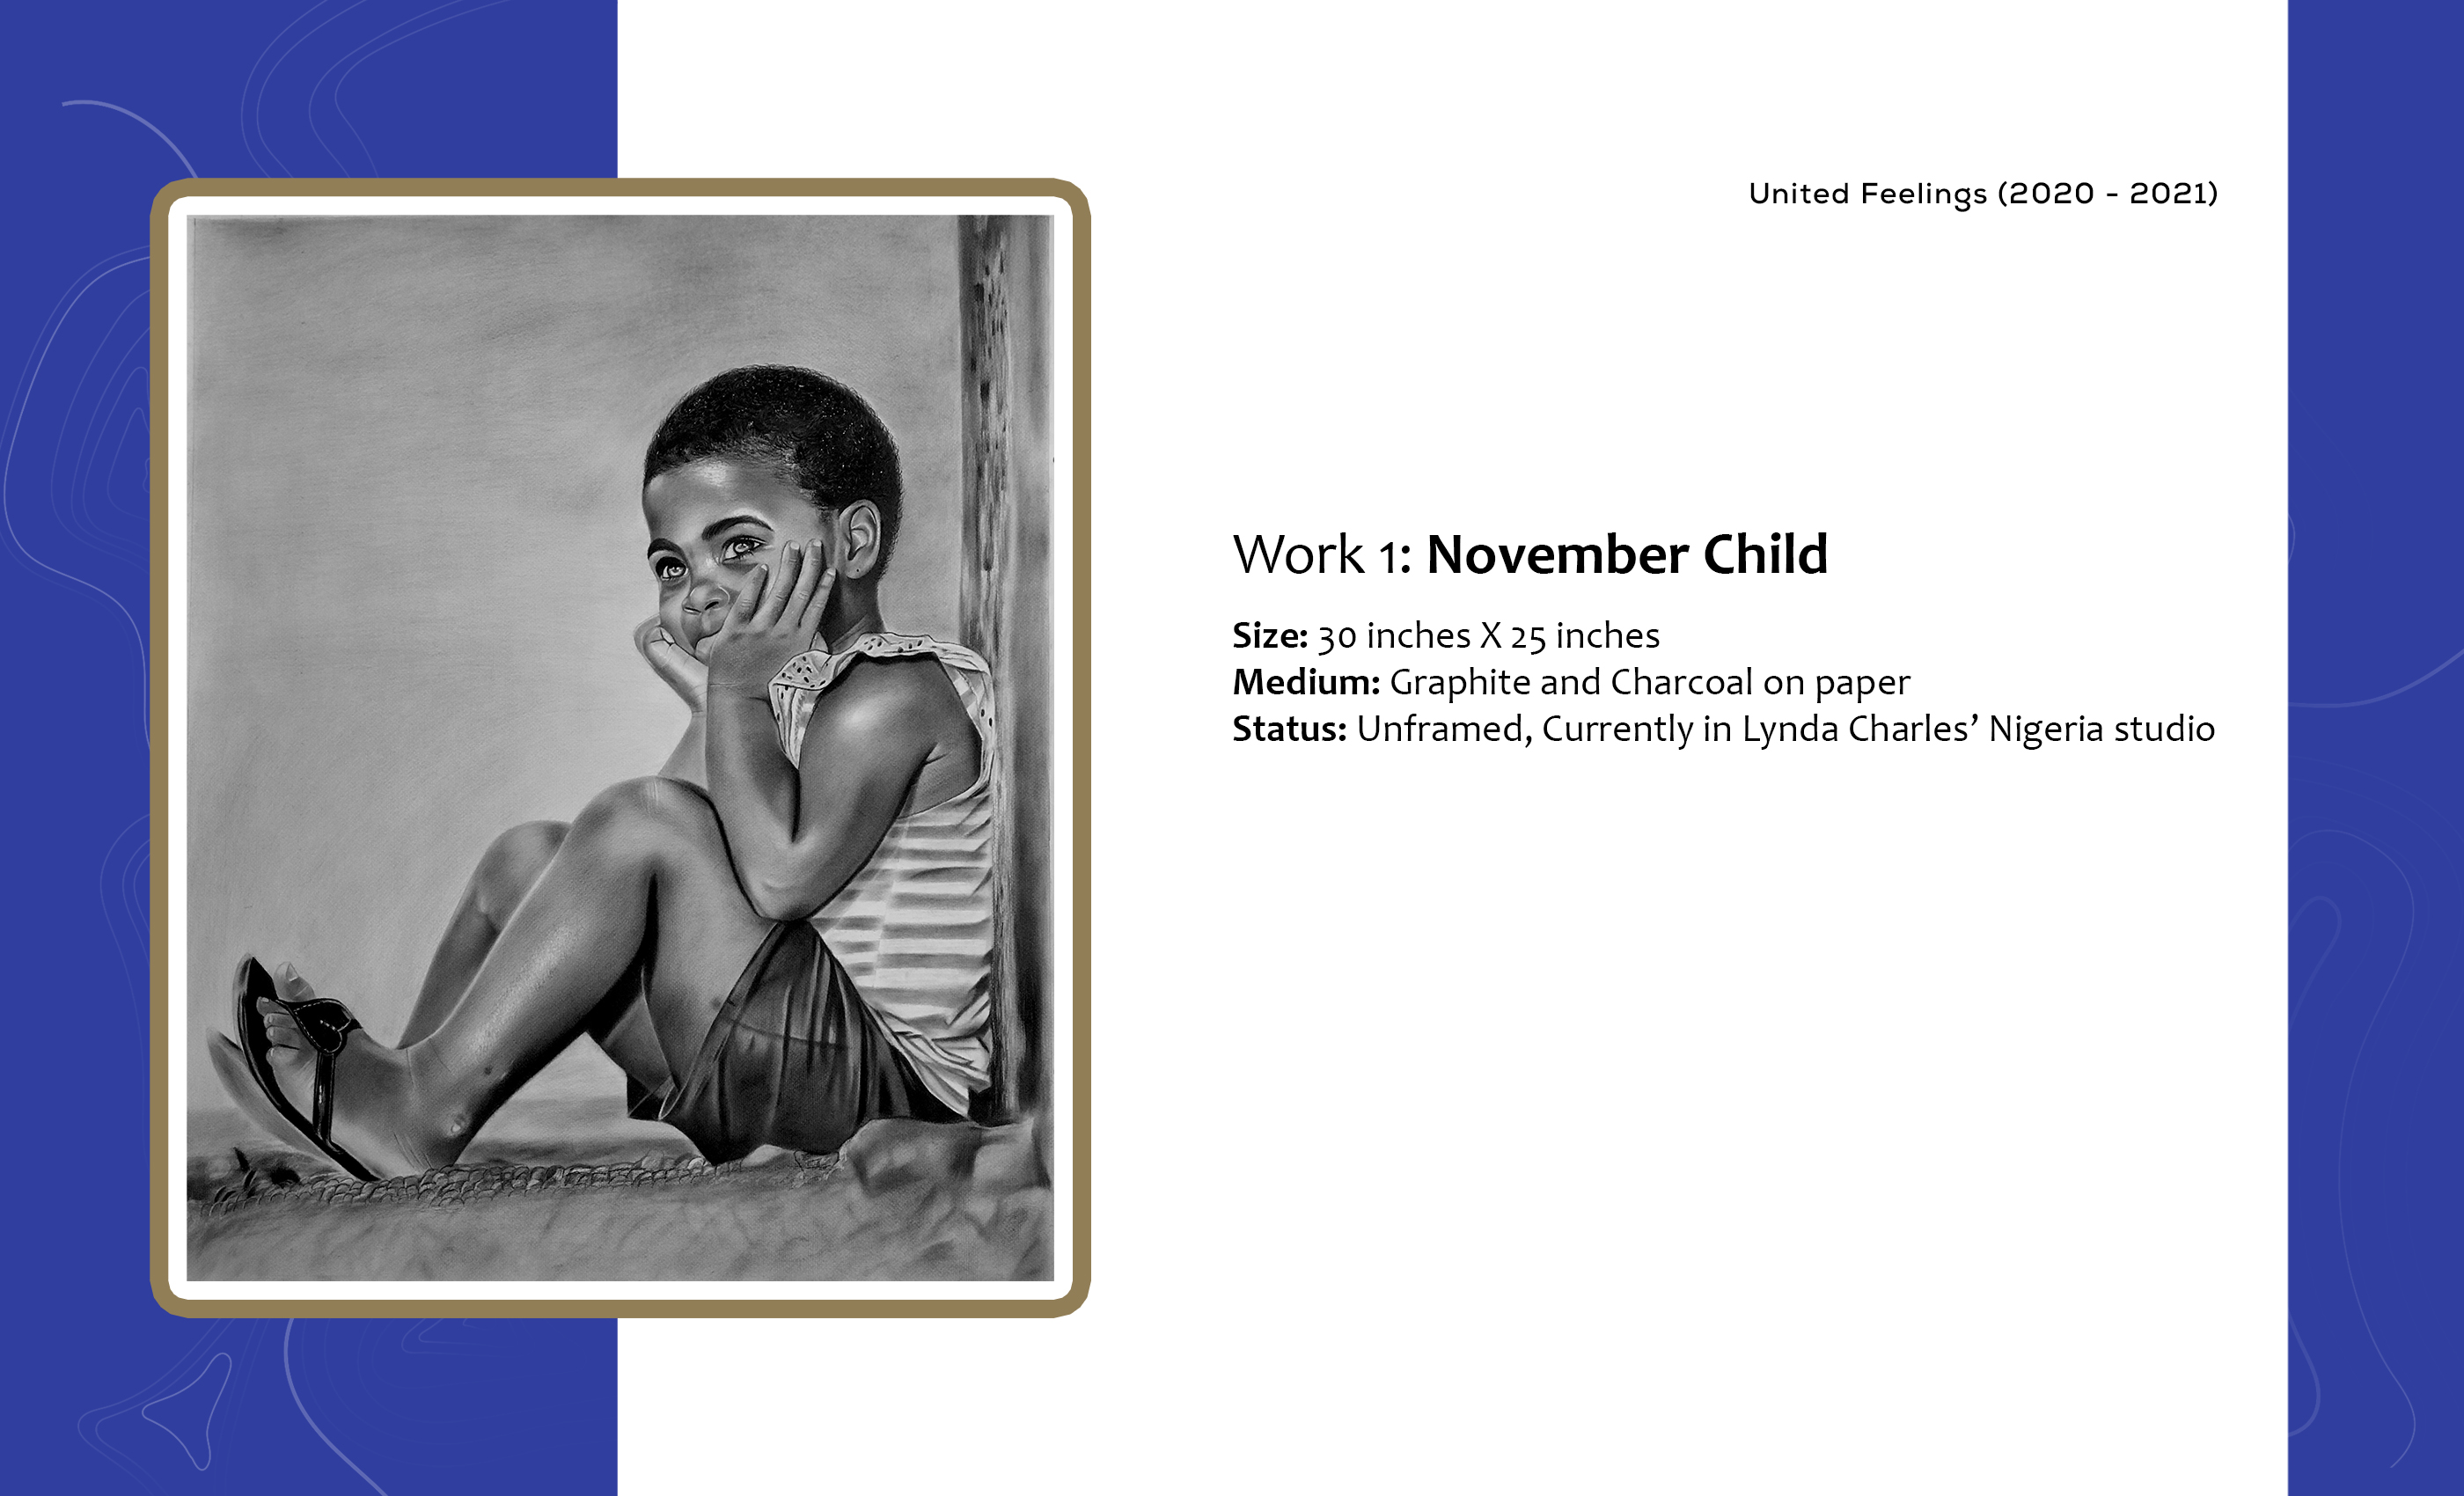 United Feelings (2020 - 2021)
Work 1: November Child
Size: 30 inches X 25 inches
Medium: Graphite and Charcoal on paper
Status: Unframed, Currently in Lynda Charles’ Nigeria studio